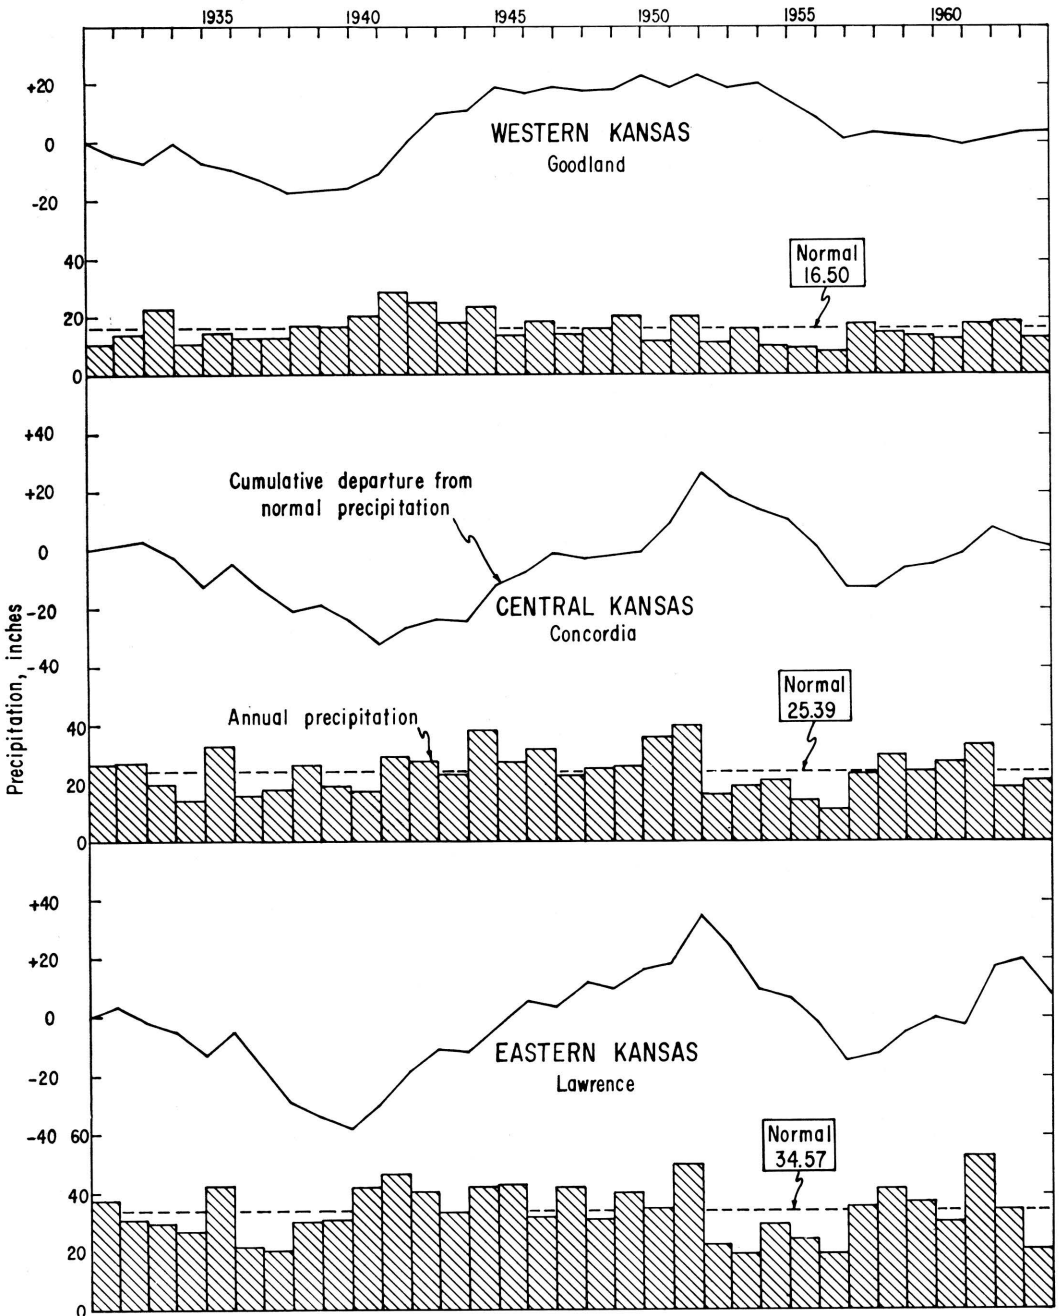 1935 1940 1945 1950 1955 1960
+20
0
-20
40
20
0
WESTERN KANSAS
Goodland
Normal
16.50
Precipitation, inches
+40
+20
0
-20
-40
40
20
0
Cumulative departure from
normal precipitation
CENTRAL KANSAS
Concordia
Annual precipitation
Normal
25.39
+40
+20
0
-20
-40 60
40
20
0
EASTERN KANSAS
Lawrence
Normal
34.57